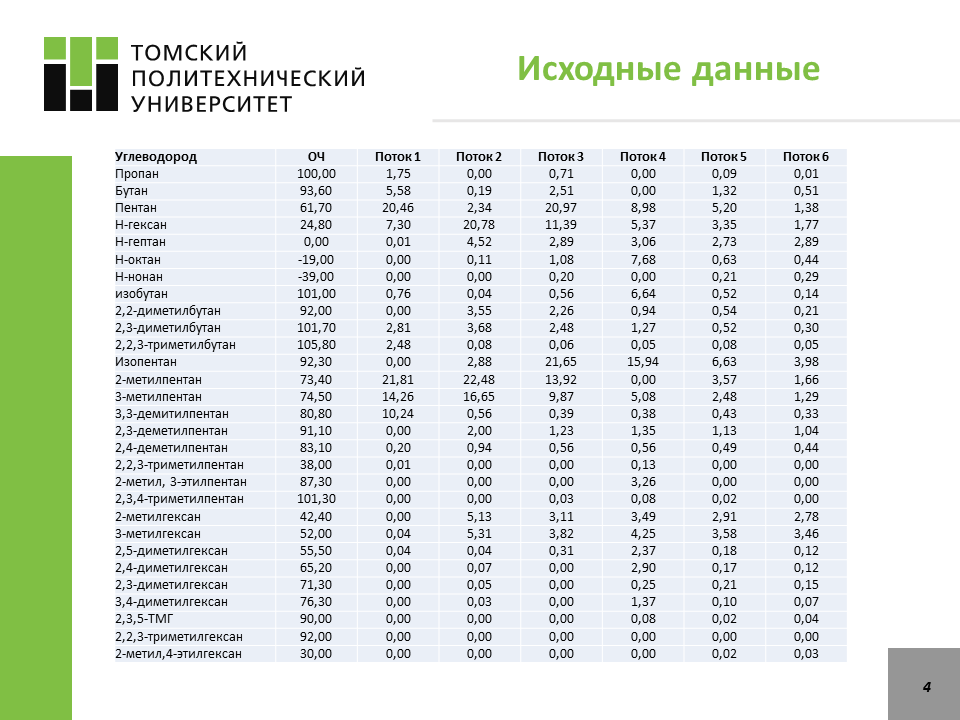 ТОМСКИЙ
ПОЛИТЕХНИЧЕСКИЙ
УНИВЕРСИТЕТ
Исходные данные
Углеводород ОЧ Поток 1 Поток 2 Поток 3 Поток 4 Поток 5 Поток 6
Пропан 100,00 1,75 0,00 0,71 0,00 0,09 0,01
Бутан 93,60 5,58 0,19 2,51 0,00 1,32 0,51
Пентан 61,70 20,46 2,34 20,97 8,98 5,20 1,38
Н-гексан 24,80 7,30 20,78 11,39 5,37 3,35 1,77
Н-гептан 0,00 0,01 4,52 2,89 3,06 2,73 2,89
Н-октан -19,00 0,00 0,11 1,08 7,68 0,63 0,44
Н-нонан -39,00 0,00 0,00 0,20 0,00 0,21 0,29
изобутан 101,00 0,76 0,04 0,56 6,64 0,52 0,14
2,2-диметилбутан 92,00 0,00 3,55 2,26 0,94 0,54 0,21
2,3-диметилбутан 101,70 2,81 3,68 2,48 1,27 0,52 0,30
2,2,3-триметилбутан 105,80 2,48 0,08 0,06 0,05 0,08 0,05
Изопентан 92,30 0,00 2,88 21,65 15,94 6,63 3,98
2-метилпентан 73,40 21,81 22,48 13,92 0,00 3,57 1,66
3-метилпентан 74,50 14,26 16,65 9,87 5,08 2,48 1,29
3,3-демитилпентан 80,80 10,24 0,56 0,39 0,38 0,43 0,33
2,3-деметилпентан 91,10 0,00 2,00 1,23 1,35 1,13 1,04
2,4-деметилпентан 83,10 0,20 0,94 0,56 0,56 0,49 0,44
2,2,3-триметилпентан 38,00 0,01 0,00 0,00 0,13 0,00 0,00
2-метил, 3-этилпентан 87,30 0,00 0,00 0,00 3,26 0,00 0,00
2,3,4-триметилпентан 101,30 0,00 0,00 0,03 0,08 0,02 0,00
2-метилгексан 42,40 0,00 5,13 3,11 3,49 2,91 2,78
3-метилгексан 52,00 0,04 5,31 3,82 4,25 3,58 3,46
2,5-диметилгексан 55,50 0,04 0,04 0,31 2,37 0,18 0,12
2,4-диметилгексан 65,20 0,00 0,07 0,00 2,90 0,17 0,12
2,3-диметилгексан 71,30 0,00 0,05 0,00 0,25 0,21 0,15
3,4-диметилгексан 76,30 0,00 0,03 0,00 1,37 0,10 0,07
2,3,5-ТМГ 90,00 0,00 0,00 0,00 0,08 0,02 0,04
2,2,3-триметилгексан 92,00 0,00 0,00 0,00 0,00 0,00 0,00
2-метил,4-этилгексан 30,00 0,00 0,00 0,00 0,00 0,02 0,03
4